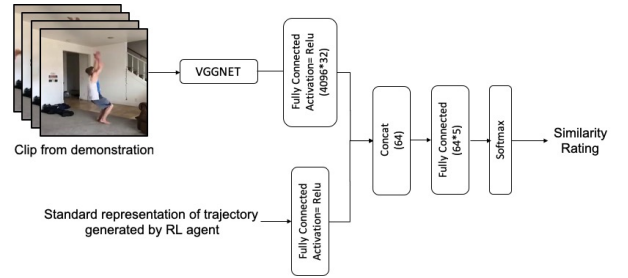 Clip from demonstration
VGGNET
Fully Connected
Activation= Relu
(4096*32)
Standard representation of trajectory
generated by RL agent
Fully Connected
Activation= Relu
Concat
(64)
Fully Connected
(64*5)
Softmax
Similarity
Rating